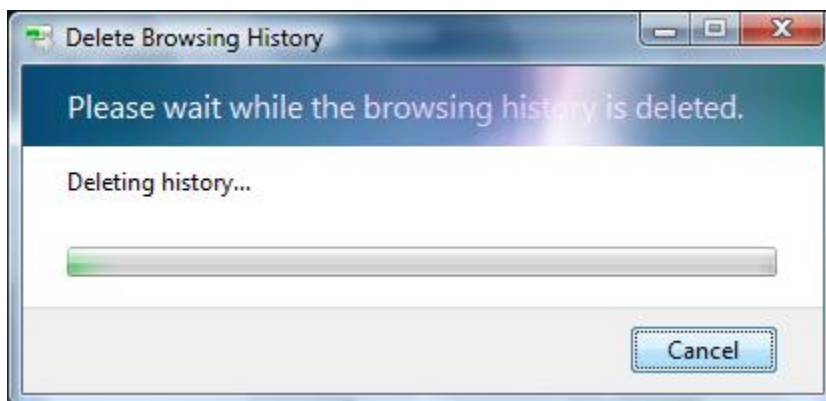 Delete Browsing History
Please wait while the browsing history is deleted.
Deleting history...
Cancel